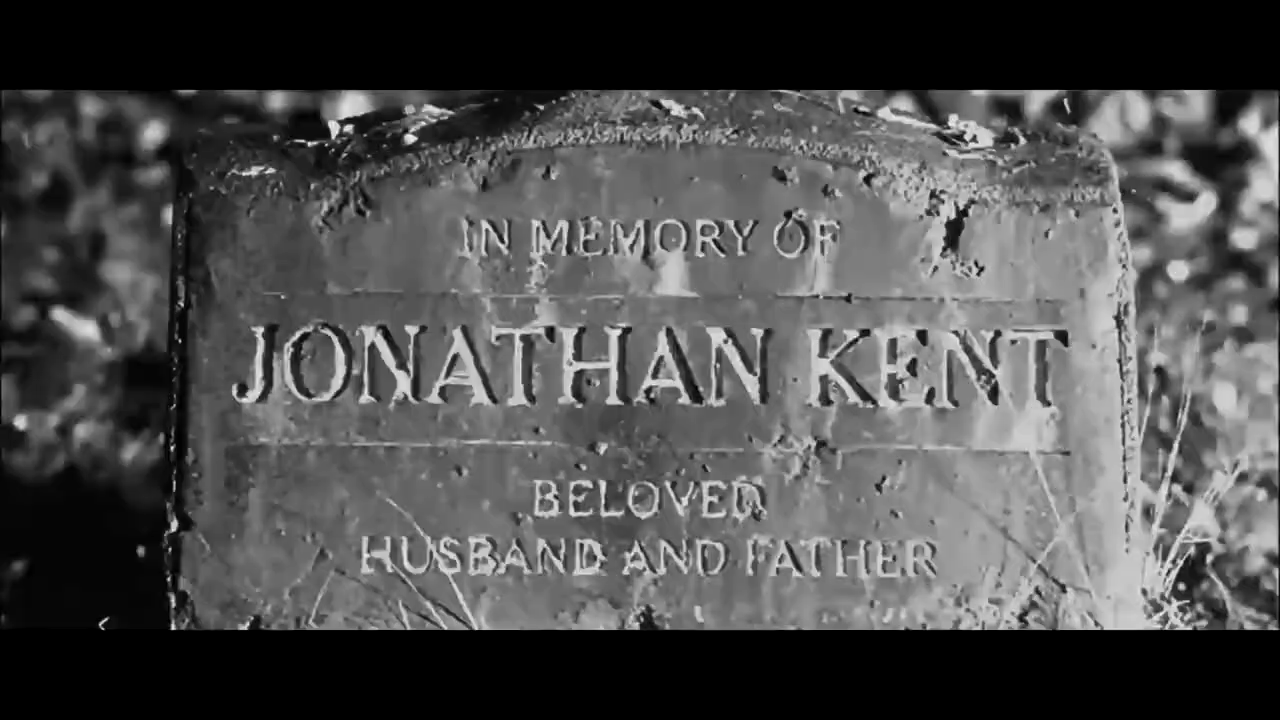 IN MEMORY OF
JONATHAN KENT
BELOVED
HUSBAND AND FATHER